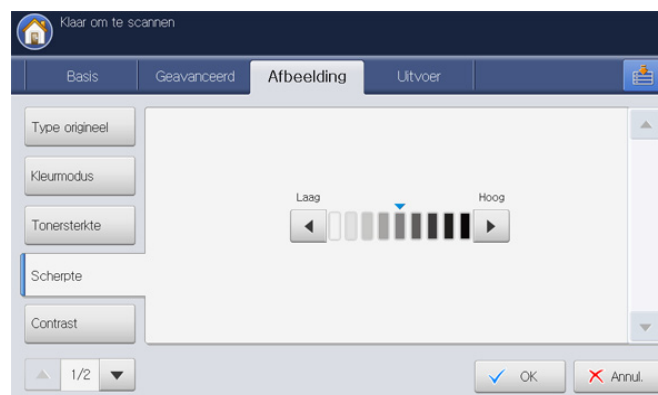 Klaar om te scannen
Basis
Geavanceerd
Afbeelding
Uitvoer
Type origineel
Kleurmodus
Tonersterkte
Scherpte
Contrast
Laag
Hoog
1/2
OK
Annul.